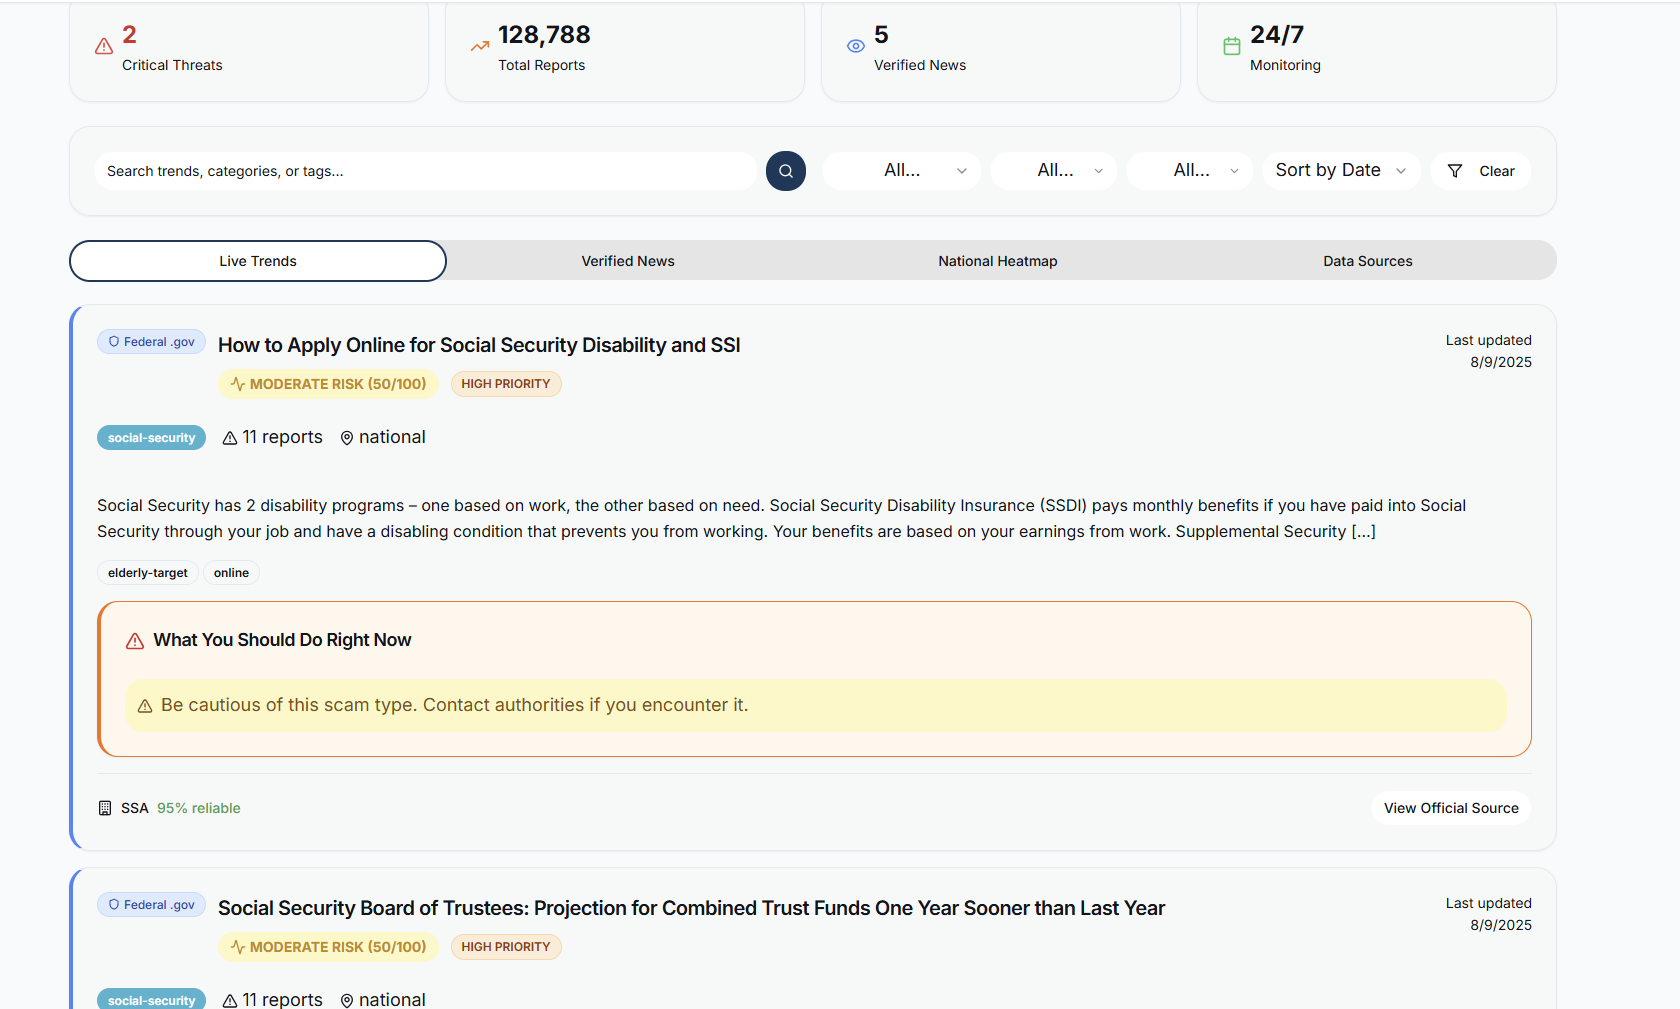 2
Critical Threats
128,788
Total Reports
5
Verified News
24/7
Monitoring
Search trends, categories, or tags...
All...
All...
All...
Sort by Date
Clear
Live Trends
Verified News
National Heatmap
Data Sources
Federal .gov
How to Apply Online for Social Security Disability and SSI
Last updated
8/9/2025
MODERATE RISK (50/100)
HIGH PRIORITY
social-security
11 reports
national
Social Security has 2 disability programs – one based on work, the other based on need. Social Security Disability Insurance (SSDI) pays monthly benefits if you have paid into Social
Security through your job and have a disabling condition that prevents you from working. Your benefits are based on your earnings from work. Supplemental Security [...]
elderly-target
online
What You Should Do Right Now
Be cautious of this scam type. Contact authorities if you encounter it.
SSA 95% reliable
View Official Source
Federal .gov
Social Security Board of Trustees: Projection for Combined Trust Funds One Year Sooner than Last Year
Last updated
8/9/2025
MODERATE RISK (50/100)
HIGH PRIORITY
social-security
11 reports
national